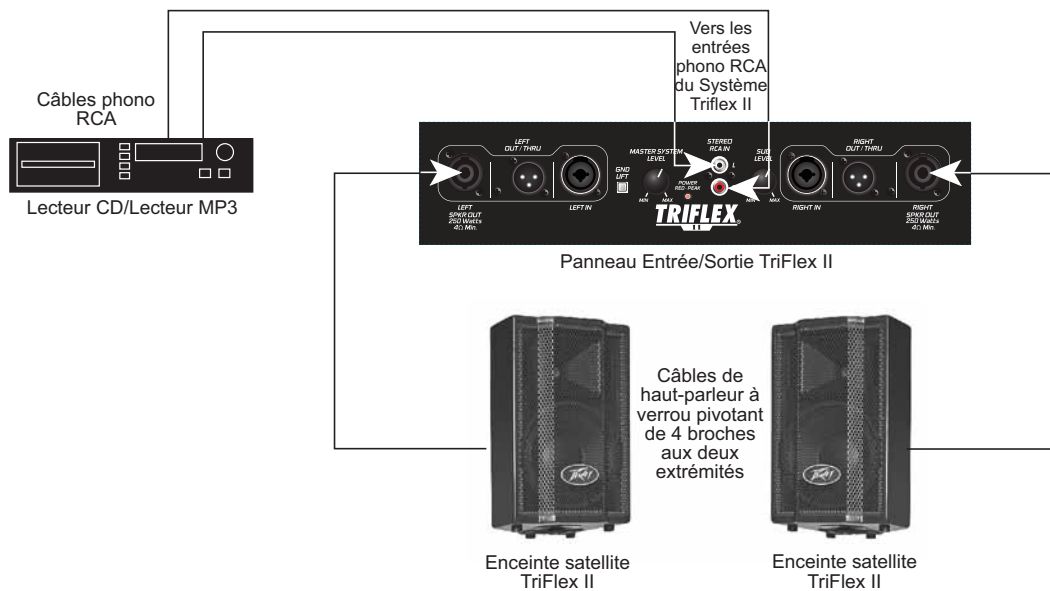 Vers les
entrées
phono RCA
du Système
Triflex II
Câbles phono
RCA
Lecteur CD/Lecteur MP3
LEFT
OUT / THRU
LEFT IN
LEFT
SPKR OUT
250 Watts
4Ω Min.
GND
LIFT
MASTER SYSTEM
LEVEL
MIN
MAX
POWER
RED - PEAK
STEREO
RCA IN
L
SUB
LEVEL
MIN
MAX
TRIFLEX®
II
RIGHT
OUT / THRU
RIGHT IN
RIGHT
SPKR OUT
250 Watts
4Ω Min.
Panneau Entrée/Sortie TriFlex II
Câbles de
haut-parleur à
verrou pivotant
de 4 broches
aux deux
extrémités
PEAVEY
PEAVEY
Enceinte satellite
TriFlex II
Enceinte satellite
TriFlex II